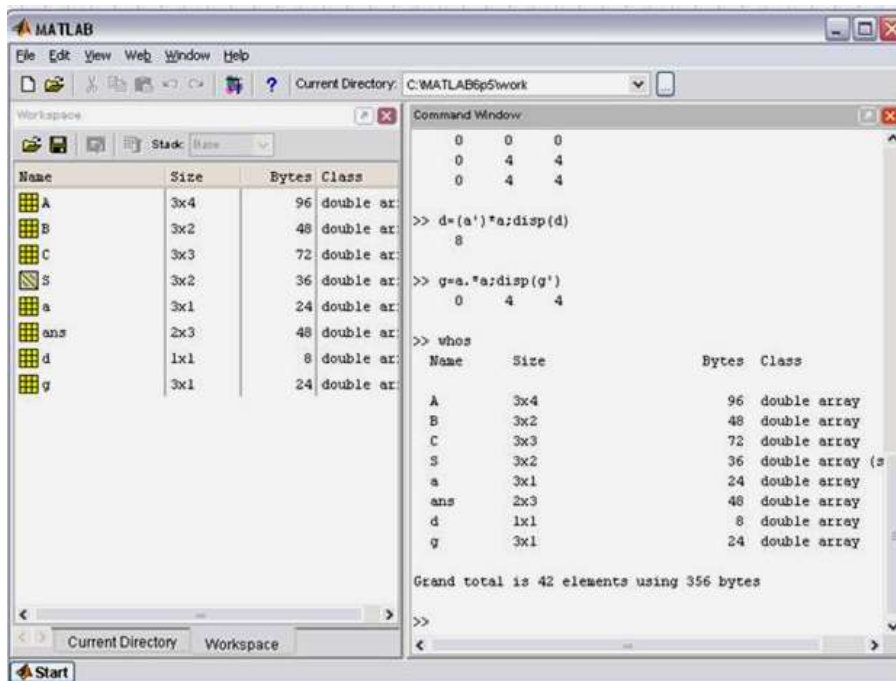 MATLAB
File Edit View Web Window Help
Current Directory: C:\MATLAB6p5\work
Workspace
Stack: Base
Name Size Bytes Class
A 3x4 96 double ar
B 3x2 48 double ar
C 3x3 72 double ar
S 3x2 36 double ar
a 3x1 24 double ar
ans 2x3 48 double ar
d 1x1 8 double ar
g 3x1 24 double ar
Current Directory Workspace
Command Window
0 0 0
0 4 4
0 4 4
>> d=(a')*a;disp(d)
8
>> g=a.*a;disp(g')
0 4 4
>> whos
Name Size Bytes Class
A 3x4 96 double array
B 3x2 48 double array
C 3x3 72 double array
S 3x2 36 double array (s
a 3x1 24 double array
ans 2x3 48 double array
d 1x1 8 double array
g 3x1 24 double array
Grand total is 42 elements using 356 bytes
>>
Start